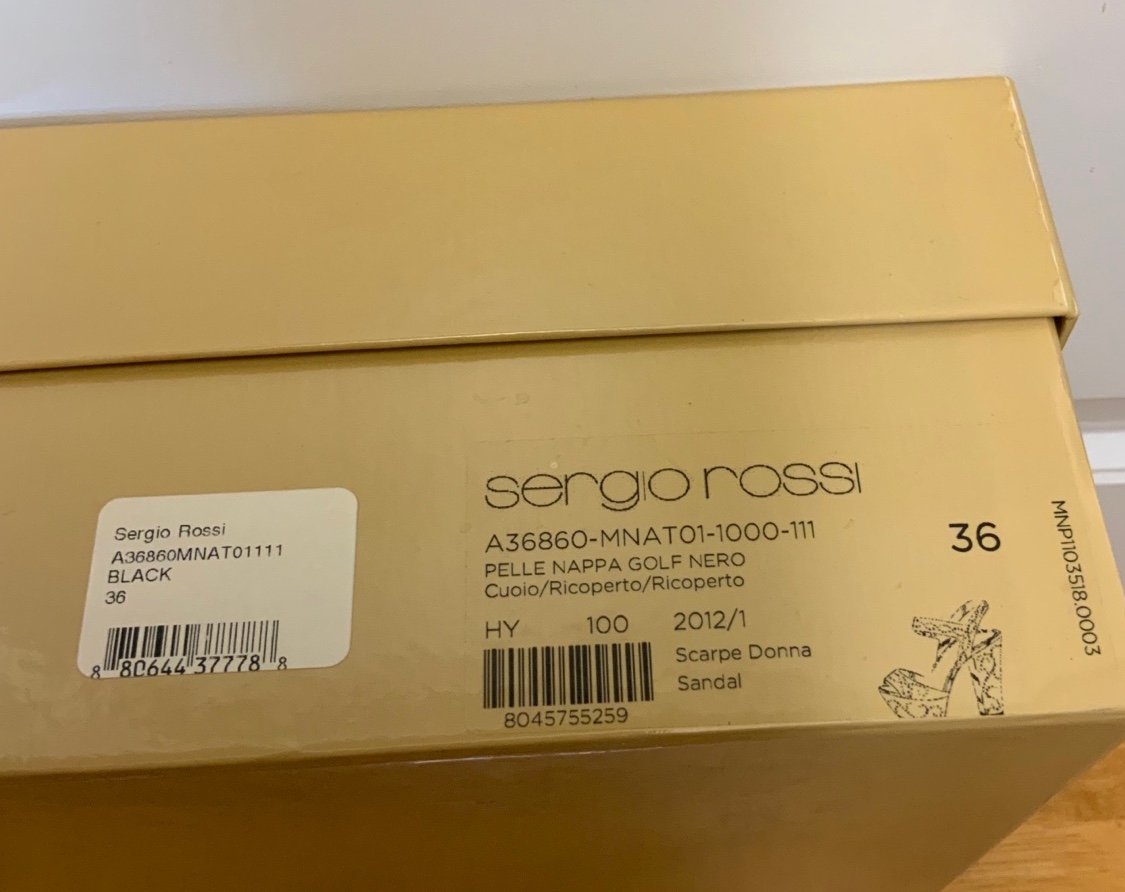 Sergio Rossi
A36860MNAT01111
BLACK
36
8 80644 37778 8
sergio rossi
A36860-MNAT01-1000-111
36
PELLE NAPPA GOLF NERO
Cuoio/Ricoperto/Ricoperto
HY 100 2012/1
Scarpe Donna
Sandal
8045755259
MNP1103518.0003